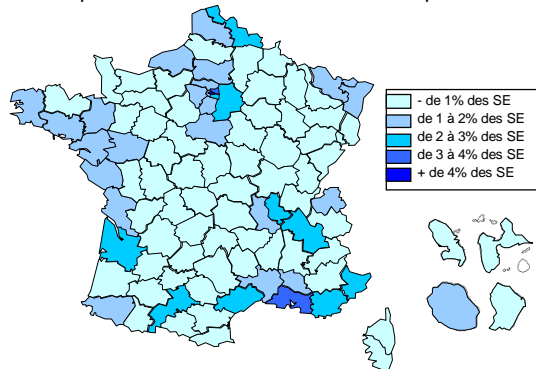 - de 1% des SE
de 1 à 2% des SE
de 2 à 3% des SE
de 3 à 4% des SE
+ de 4% des SE